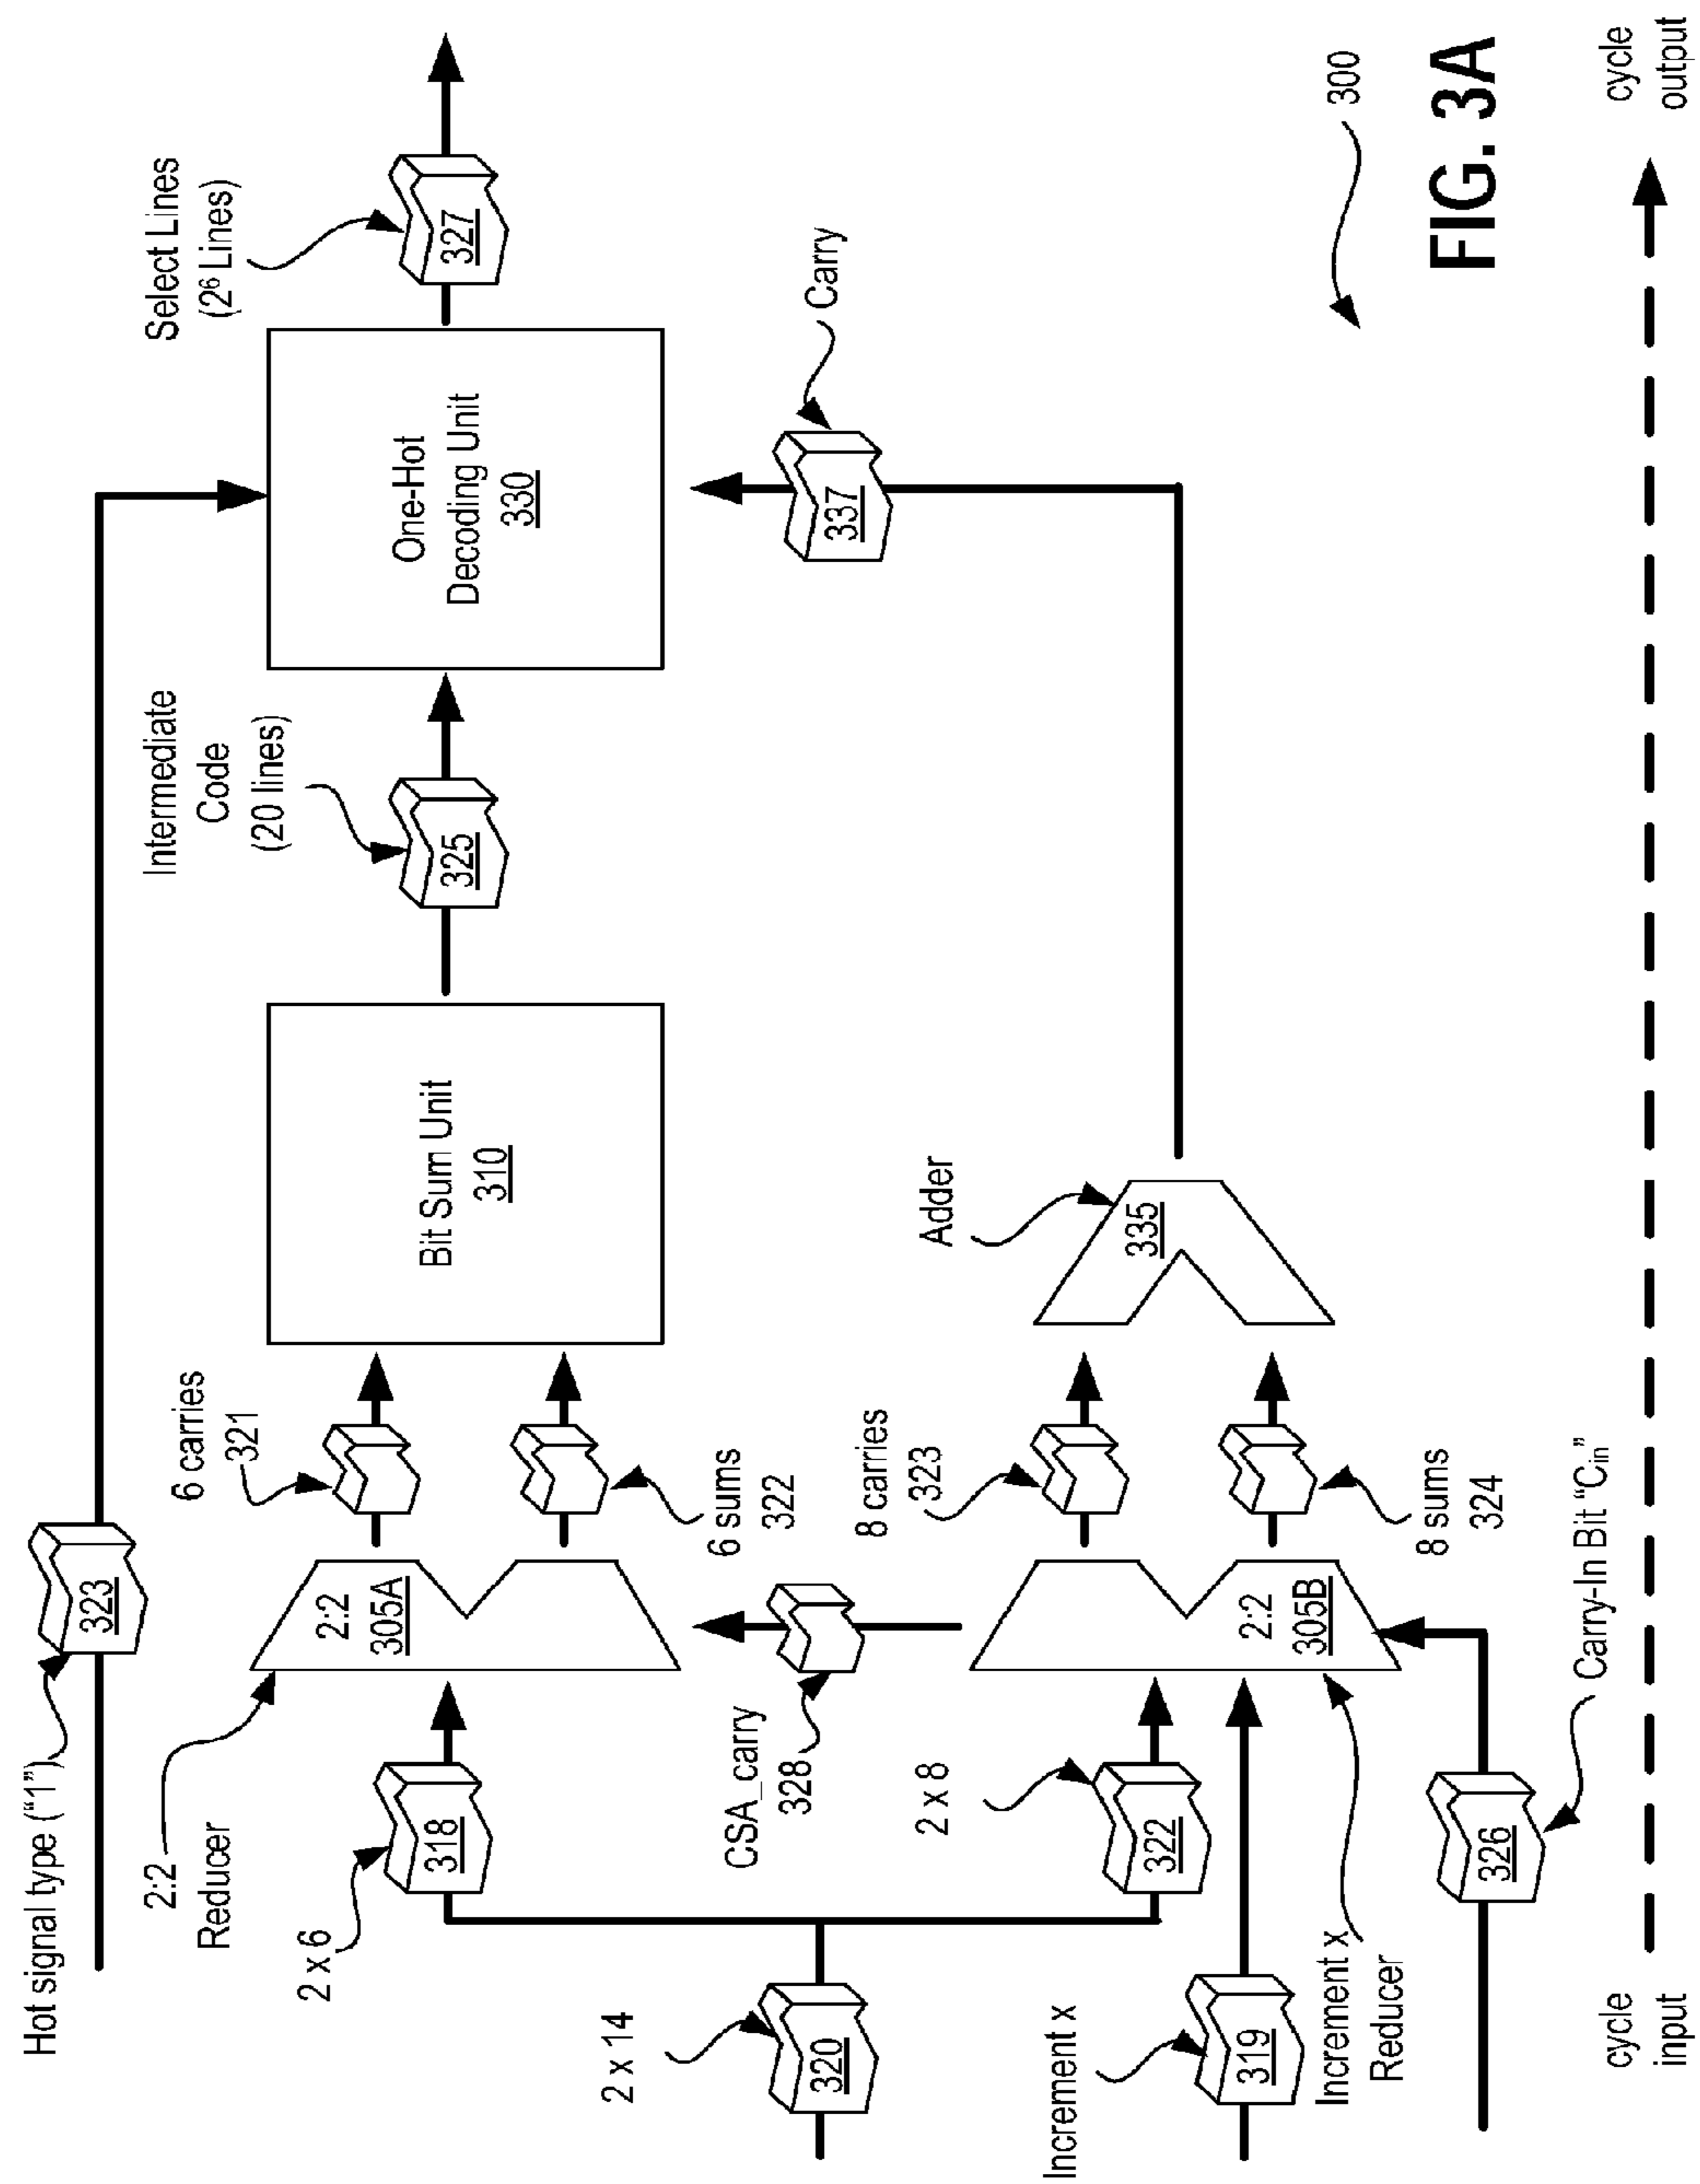 Hot signal type ("1")
323
2:2
Reducer
2 x 6
318
2:2
305A
6 carries
321
6 sums
322
Bit Sum Unit
310
Intermediate
Code
(20 lines)
325
One-Hot
Decoding Unit
330
Select Lines
(2⁶ Lines)
327
2 x 14
320
CSA_carry
328
2 x 8
322
Increment x
319
Increment x
Reducer
2:2
305B
8 carries
323
8 sums
324
Adder
335
337
Carry
326
Carry-In Bit "Cᵢₙ"
300
FIG. 3A
cycle
input
cycle
output